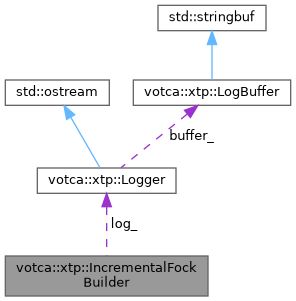 std::stringbuf
std::ostream
votca::xtp::LogBuffer
buffer_
votca::xtp::Logger
log_
votca::xtp::IncrementalFock
Builder